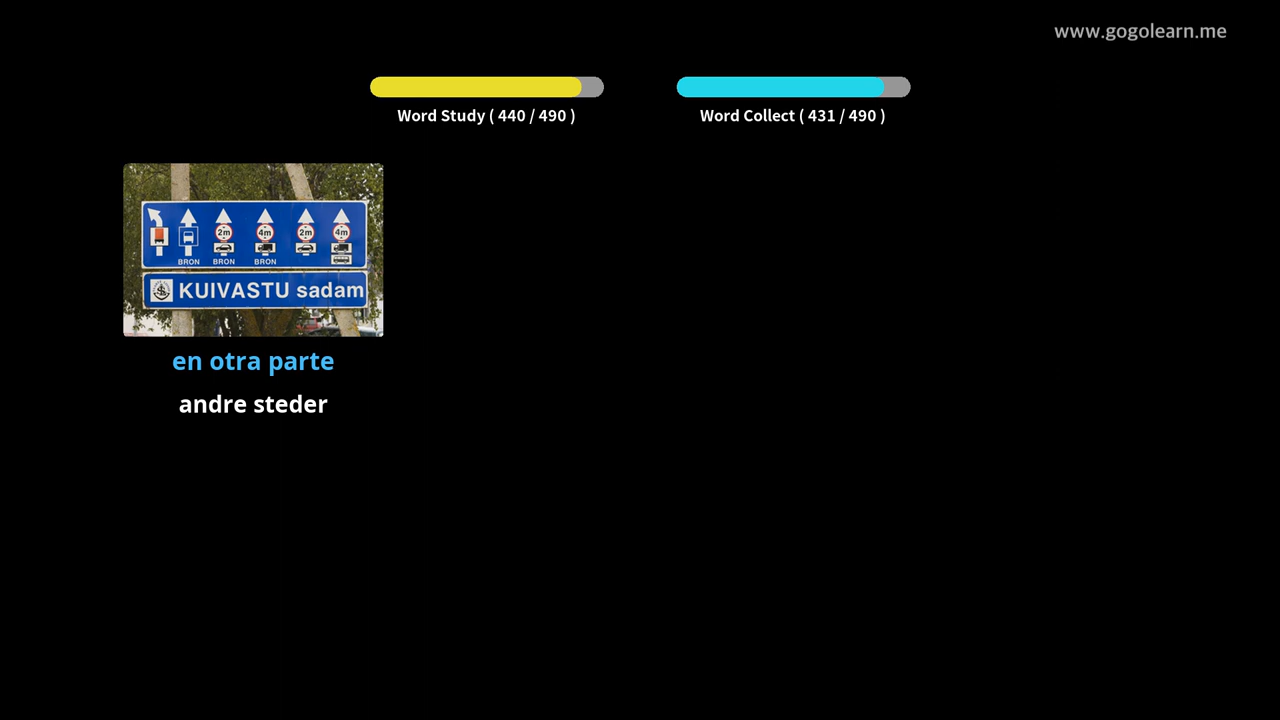 www.gogolearn.me
Word Study ( 440 / 490 )
Word Collect ( 431 / 490 )
2m 4m 2m 4m
BRON BRON BRON
KUIVASTU sadam
en otra parte
andre steder